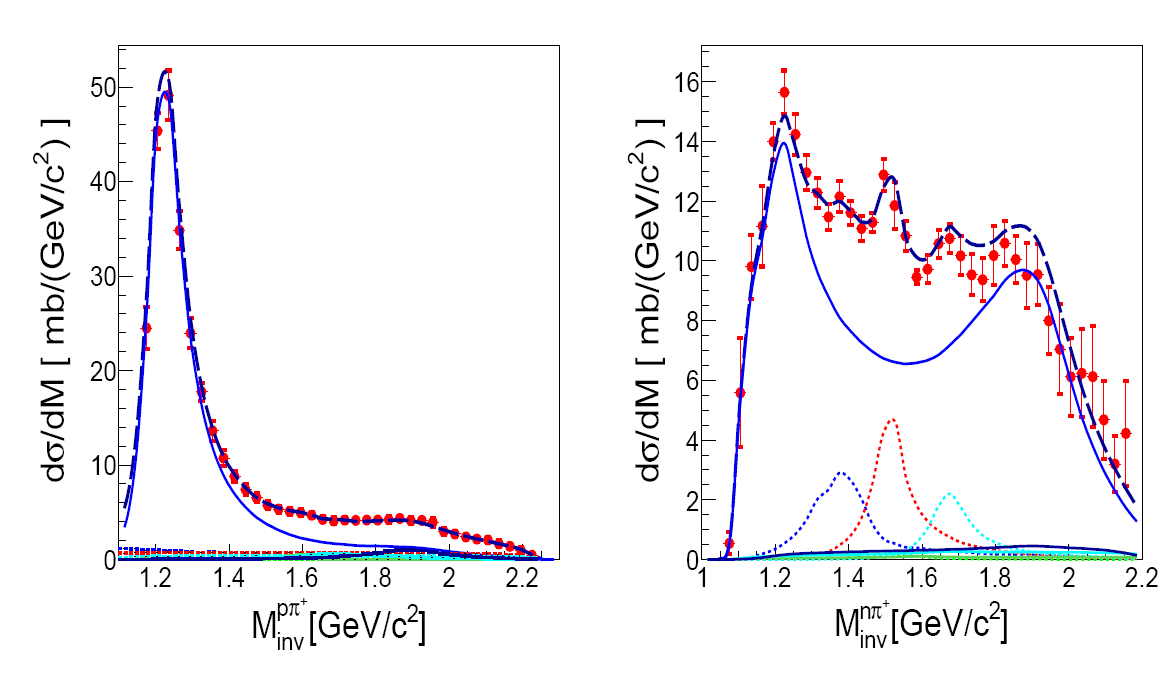 dσ/dM [ mb/(GeV/c²) ]
50
40
30
20
10
0
1.2 1.4 1.6 1.8 2 2.2
M_inv^pπ⁺ [GeV/c²]
dσ/dM [ mb/(GeV/c²) ]
16
14
12
10
8
6
4
2
0
1 1.2 1.4 1.6 1.8 2 2.2
M_inv^nπ⁺ [GeV/c²]